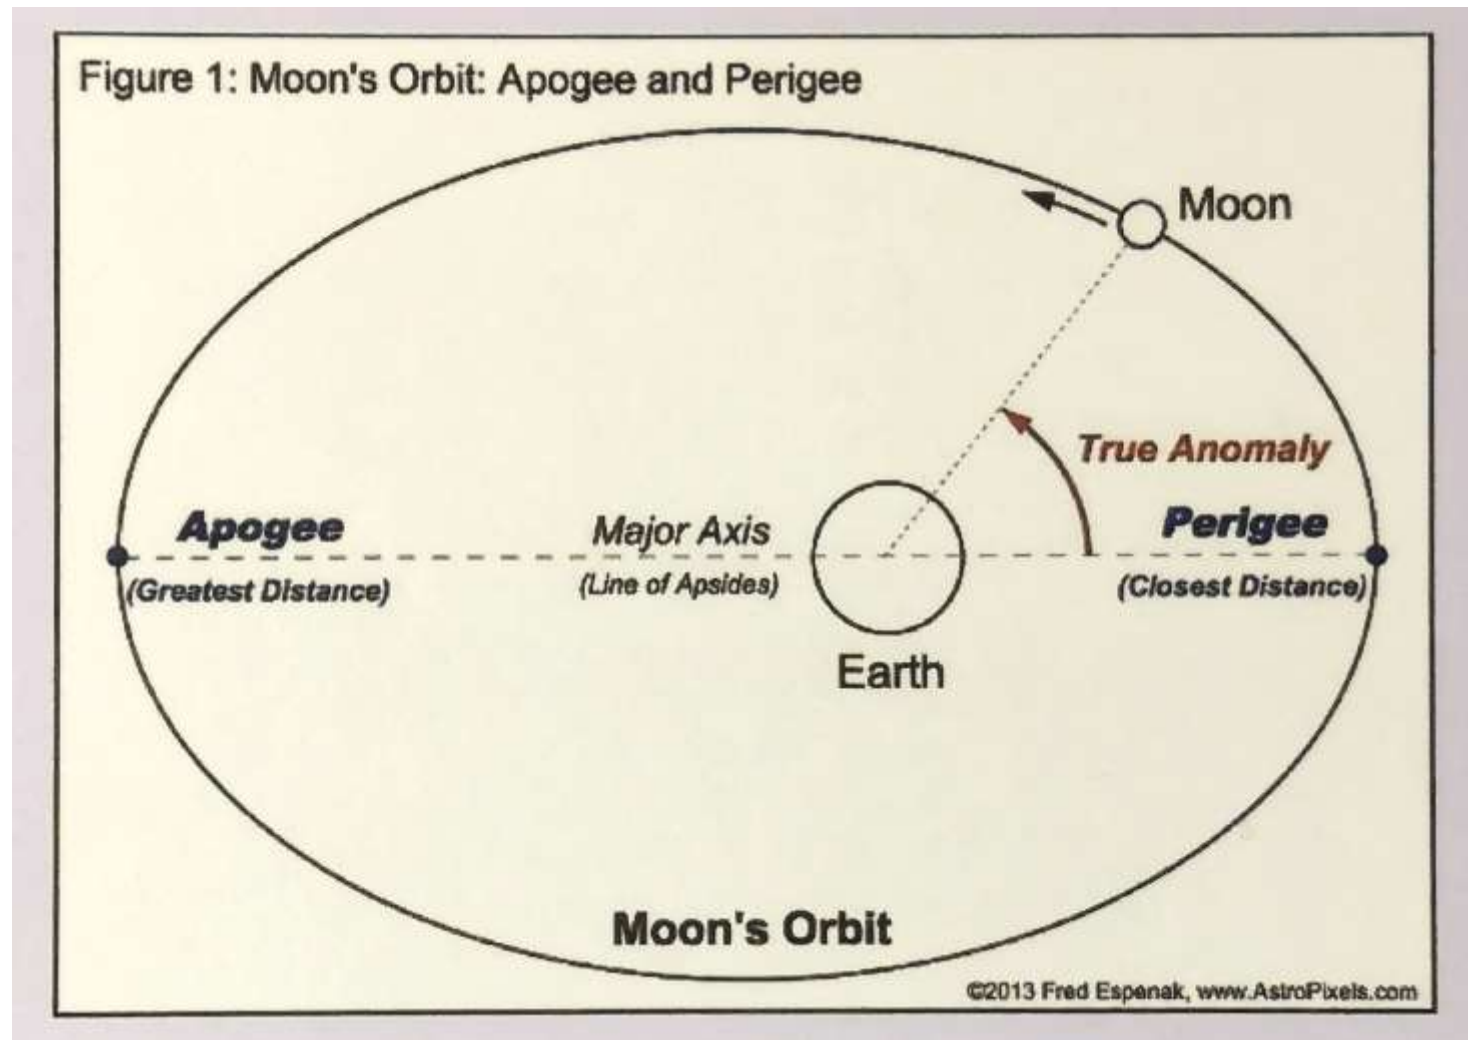 Figure 1: Moon's Orbit: Apogee and Perigee
Moon
True Anomaly
Apogee
Major Axis
Perigee
(Greatest Distance)
(Line of Apsides)
(Closest Distance)
Earth
Moon's Orbit
©2013 Fred Espenak, www.AstroPixels.com